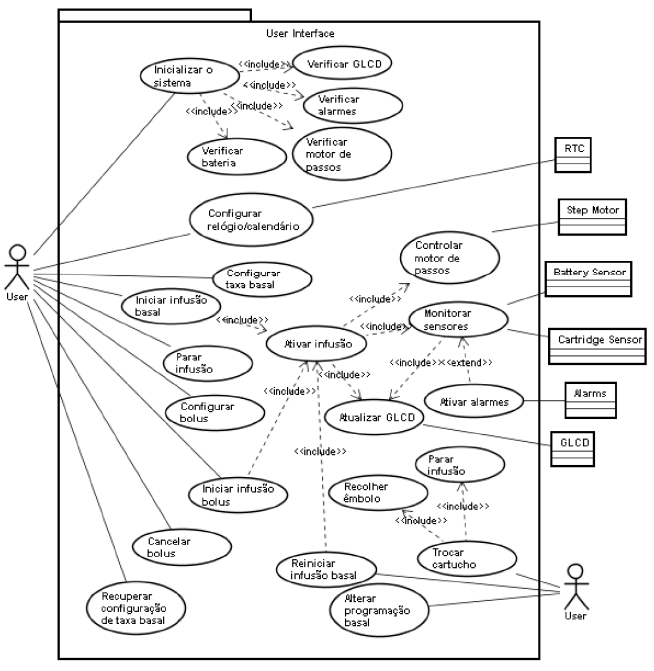 User Interface
Inicializar o
sistema
<<include>>
Verificar GLCD
<<include>>
Verificar
alarmes
<<include>>
<<include>>
Verificar
bateria
Verificar
motor de
passos
RTC
Configurar
relógio/calendário
Step Motor
Controlar
motor de
passos
User
Configurar
taxa basal
Battery Sensor
Iniciar infusão
basal
<<include>>
<<include>>
Monitorar
sensores
<<include>>
Ativar infusão
Cartridge Sensor
Parar
infusão
<<include>>
<<include>>
<<extend>>
<<include>>
Configurar
bolus
Atualizar GLCD
Ativar alarmes
Alarms
GLCD
<<include>>
Parar
infusão
Iniciar infusão
bolus
Recolher
êmbolo
<<include>>
<<include>>
Cancelar
bolus
Reiniciar
infusão basal
Trocar
cartucho
Recuperar
configuração
de taxa basal
Alterar
programação
basal
User